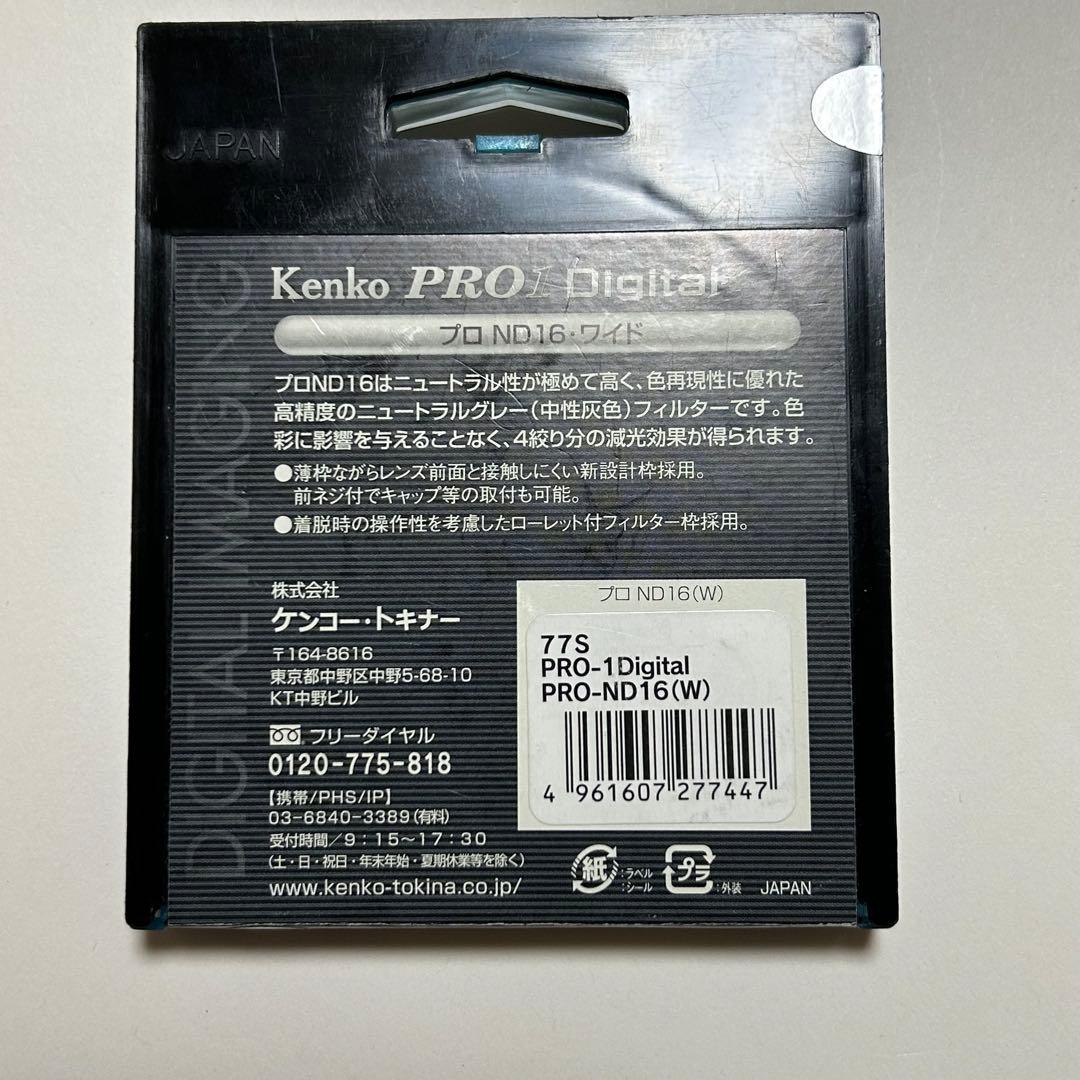 JAPAN
DIGITAL IMAGING
Kenko PRO1 Digital
プロ ND16・ワイド
プロND16はニュートラル性が極めて高く、色再現性に優れた
高精度のニュートラルグレー(中性灰色)フィルターです。色
彩に影響を与えることなく、4絞り分の減光効果が得られます。
●薄枠ながらレンズ前面と接触しにくい新設計枠採用。
前ネジ付でキャップ等の取付も可能。
●着脱時の操作性を考慮したローレット付フィルター枠採用。
株式会社
ケンコー・トキナー
〒164-8616
東京都中野区中野5-68-10
KT中野ビル
フリーダイヤル
0120-775-818
【携帯/PHS/IP】
03-6840-3389(有料)
受付時間/9:15〜17:30
(土・日・祝日・年末年始・夏期休業等を除く)
www.kenko-tokina.co.jp/
プロ ND16(W)
77S
PRO-1Digital
PRO-ND16(W)
4 961607 277447
紙 :ラベル
:シール
プラ :外装
JAPAN